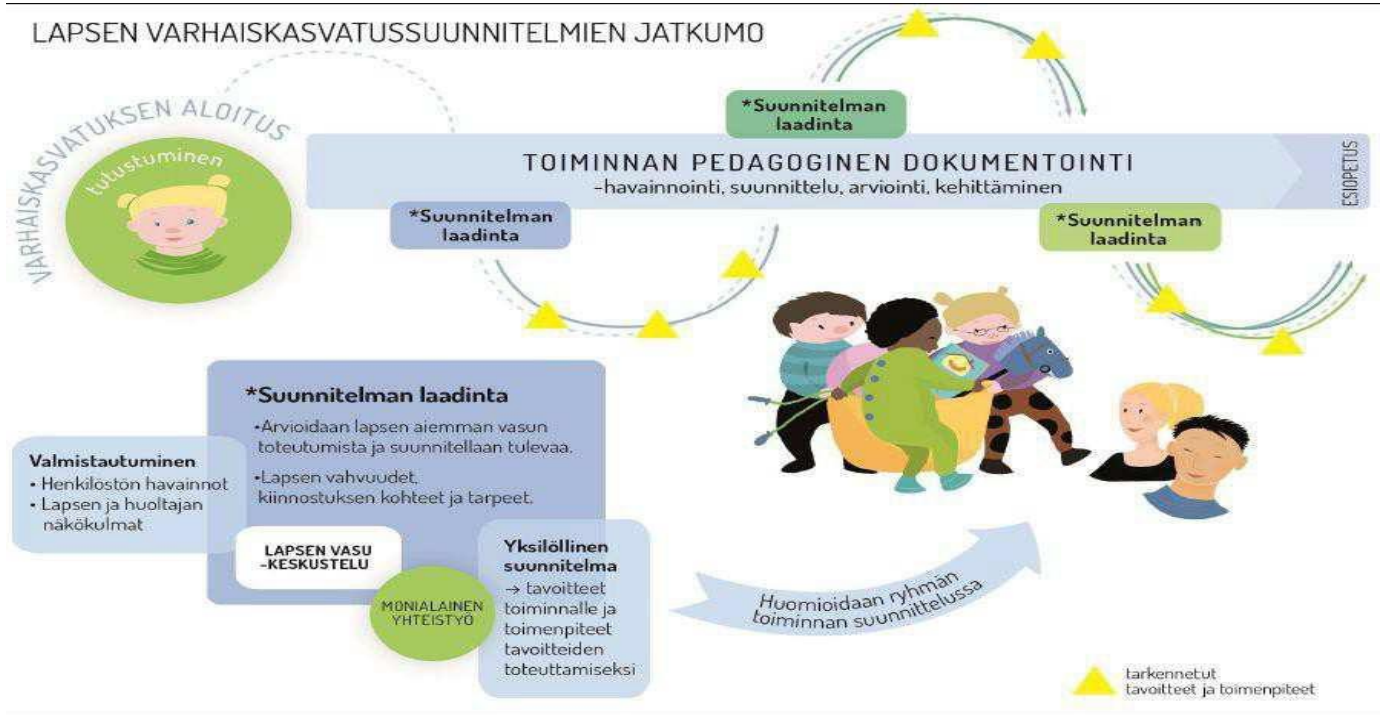 LAPSEN VARHAISKASVATUSSUUNNITELMIEN JATKUMO
VARHAISKASVATUKSEN ALOITUS
tutustuminen
*Suunnitelman
laadinta
TOIMINNAN PEDAGOGINEN DOKUMENTOINTI
-havainnointi, suunnittelu, arviointi, kehittäminen
ESIOPETUS
*Suunnitelman
laadinta
*Suunnitelman
laadinta
*Suunnitelman laadinta
•Arvioidaan lapsen aiemman vasun
toteutumista ja suunnitellaan tulevaa.
•Lapsen vahvuudet,
kiinnostuksen kohteet ja tarpeet.
Valmistautuminen
• Henkilöstön havainnot
• Lapsen ja huoltajan
näkökulmat
LAPSEN VASU
-KESKUSTELU
MONIALAINEN
YHTEISTYÖ
Yksilöllinen
suunnitelma
→ tavoitteet
toiminnalle ja
toimenpiteet
tavoitteiden
toteuttamiseksi
Huomioidaan ryhmän
toiminnan suunnittelussa
tarkennetut
tavoitteet ja toimenpiteet